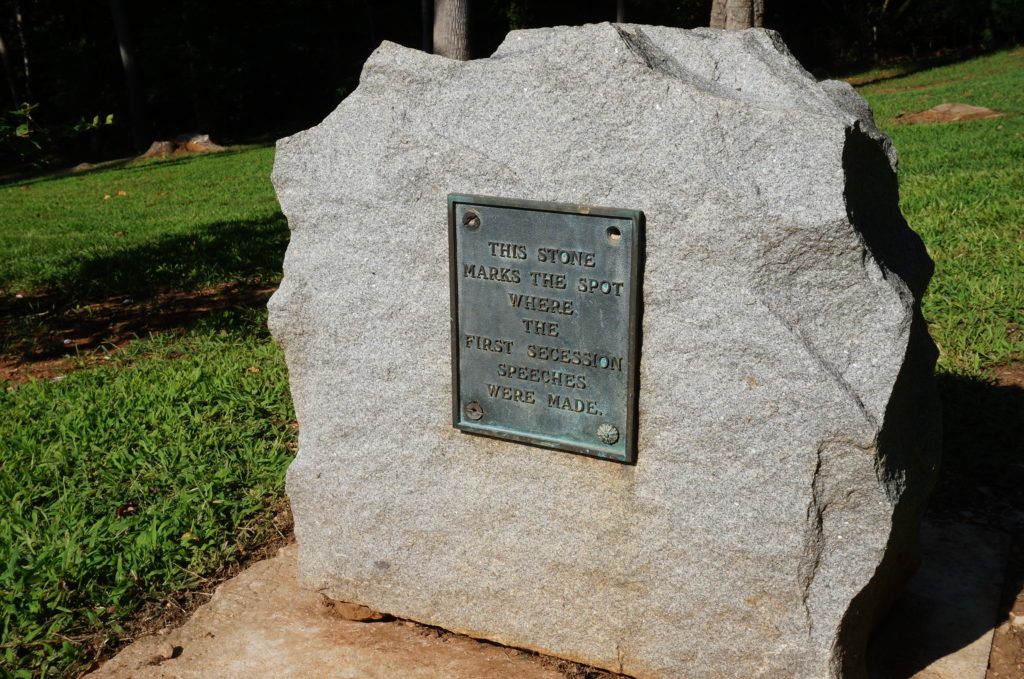 THIS STONE
MARKS THE SPOT
WHERE
THE
FIRST SECESSION
SPEECHES
WERE MADE.